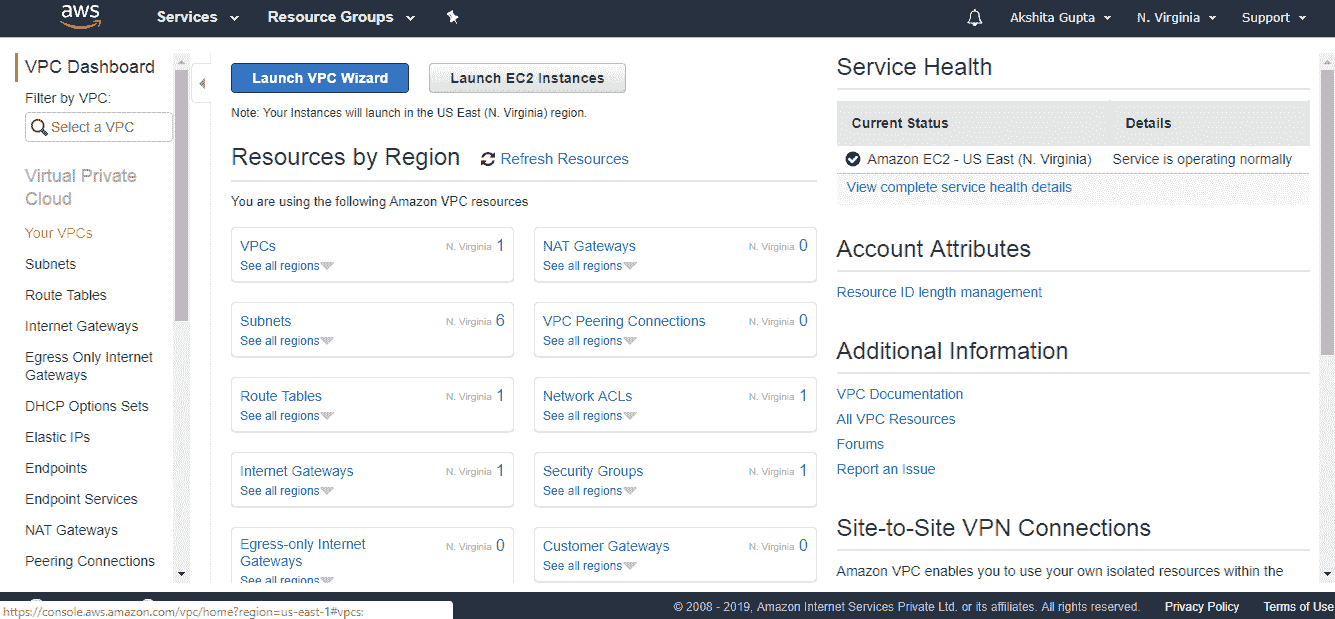 aws
Services
Resource Groups
Akshita Gupta
N. Virginia
Support
VPC Dashboard
Filter by VPC:
Select a VPC
Virtual Private
Cloud
Your VPCs
Subnets
Route Tables
Internet Gateways
Egress Only Internet
Gateways
DHCP Options Sets
Elastic IPs
Endpoints
Endpoint Services
NAT Gateways
Peering Connections
Launch VPC Wizard
Launch EC2 Instances
Note: Your Instances will launch in the US East (N. Virginia) region.
Resources by Region
Refresh Resources
You are using the following Amazon VPC resources
VPCs N. Virginia 1
See all regions
NAT Gateways N. Virginia 0
See all regions
Subnets N. Virginia 6
See all regions
VPC Peering Connections N. Virginia 0
See all regions
Route Tables N. Virginia 1
See all regions
Network ACLs N. Virginia 1
See all regions
Internet Gateways N. Virginia 1
See all regions
Security Groups N. Virginia 1
See all regions
Egress-only Internet N. Virginia 0
Gateways
See all regions
Customer Gateways N. Virginia 0
See all regions
Service Health
Current Status Details
Amazon EC2 - US East (N. Virginia) Service is operating normally
View complete service health details
Account Attributes
Resource ID length management
Additional Information
VPC Documentation
All VPC Resources
Forums
Report an Issue
Site-to-Site VPN Connections
Amazon VPC enables you to use your own isolated resources within the
https://console.aws.amazon.com/vpc/home?region=us-east-1#vpcs:
© 2008 - 2019, Amazon Internet Services Private Ltd. or its affiliates. All rights reserved.
Privacy Policy
Terms of Use